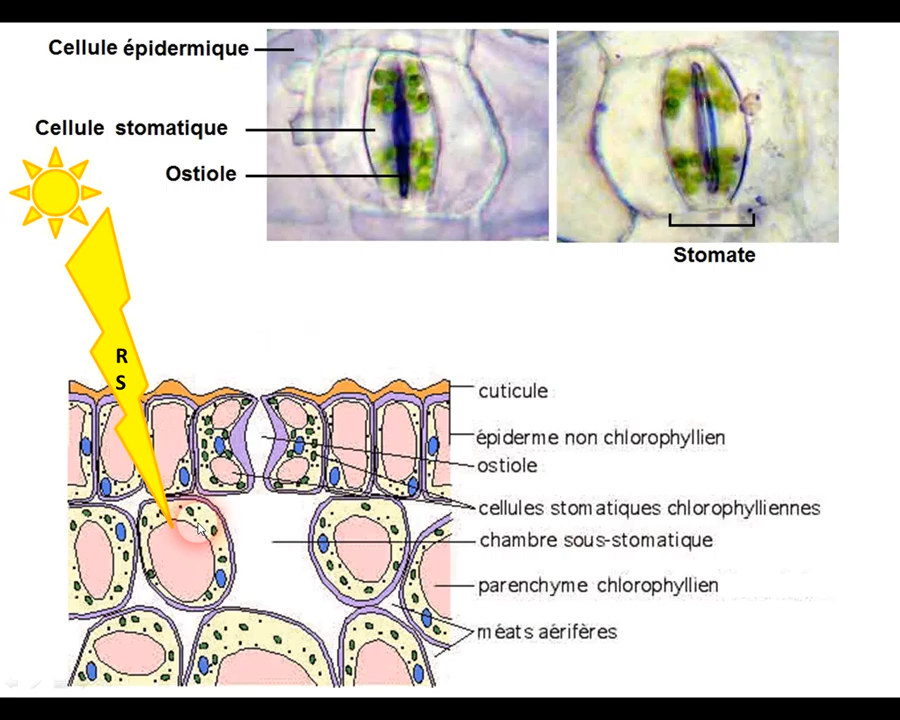 Cellule épidermique
Cellule stomatique
Ostiole
Stomate
R
S
cuticule
épiderme non chlorophyllien
ostiole
cellules stomatiques chlorophylliennes
chambre sous-stomatique
parenchyme chlorophyllien
méats aérifères